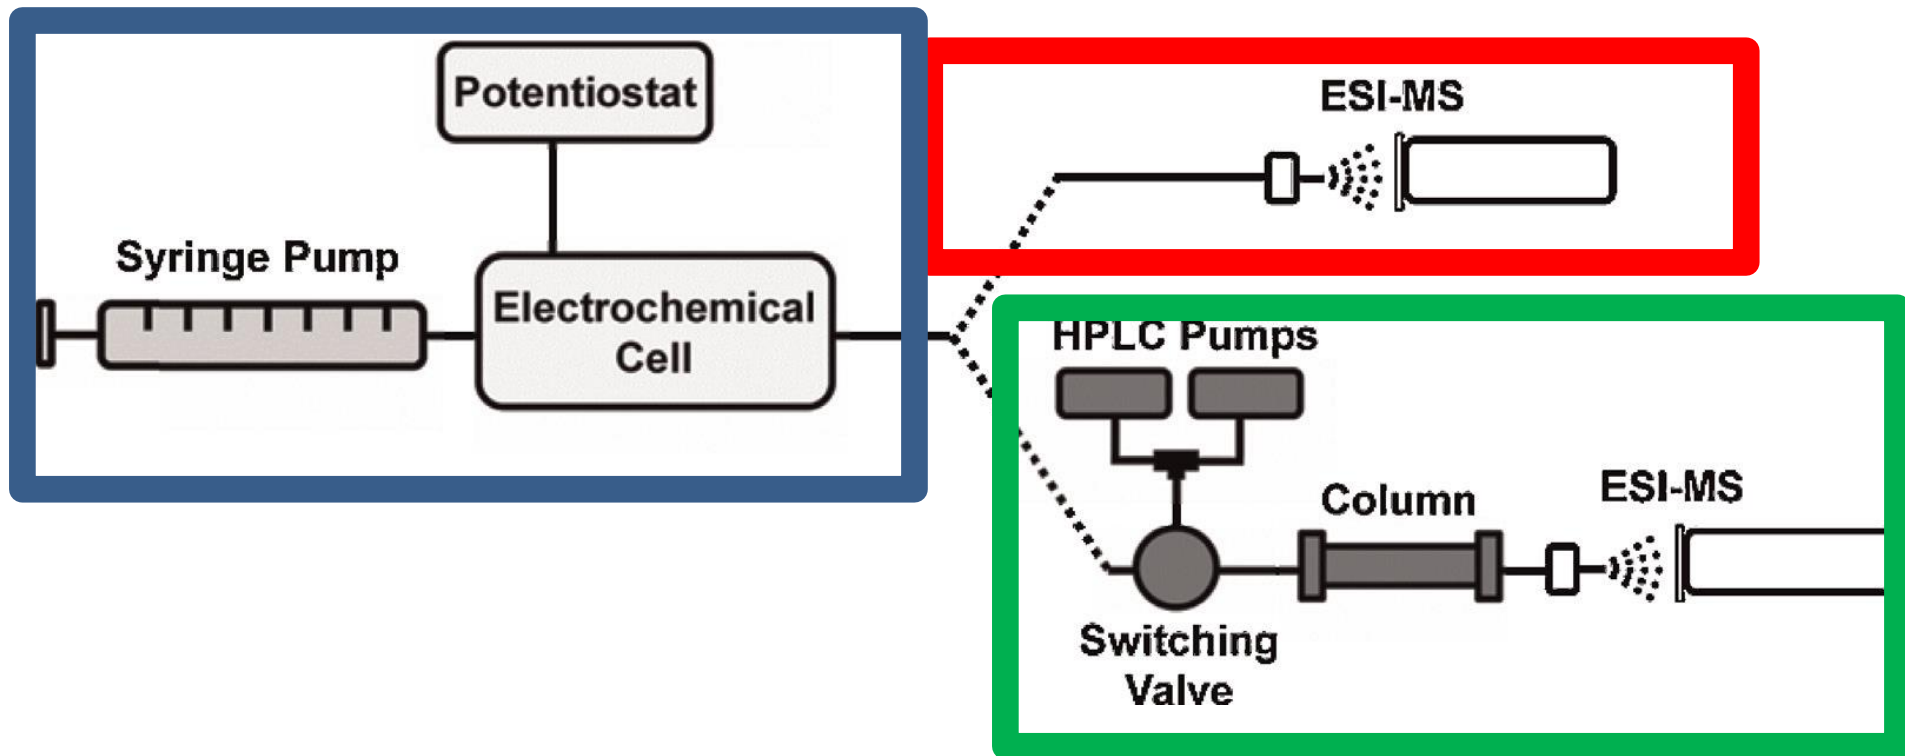 Potentiostat
Syringe Pump
Electrochemical
Cell
ESI-MS
HPLC Pumps
Column
ESI-MS
Switching
Valve